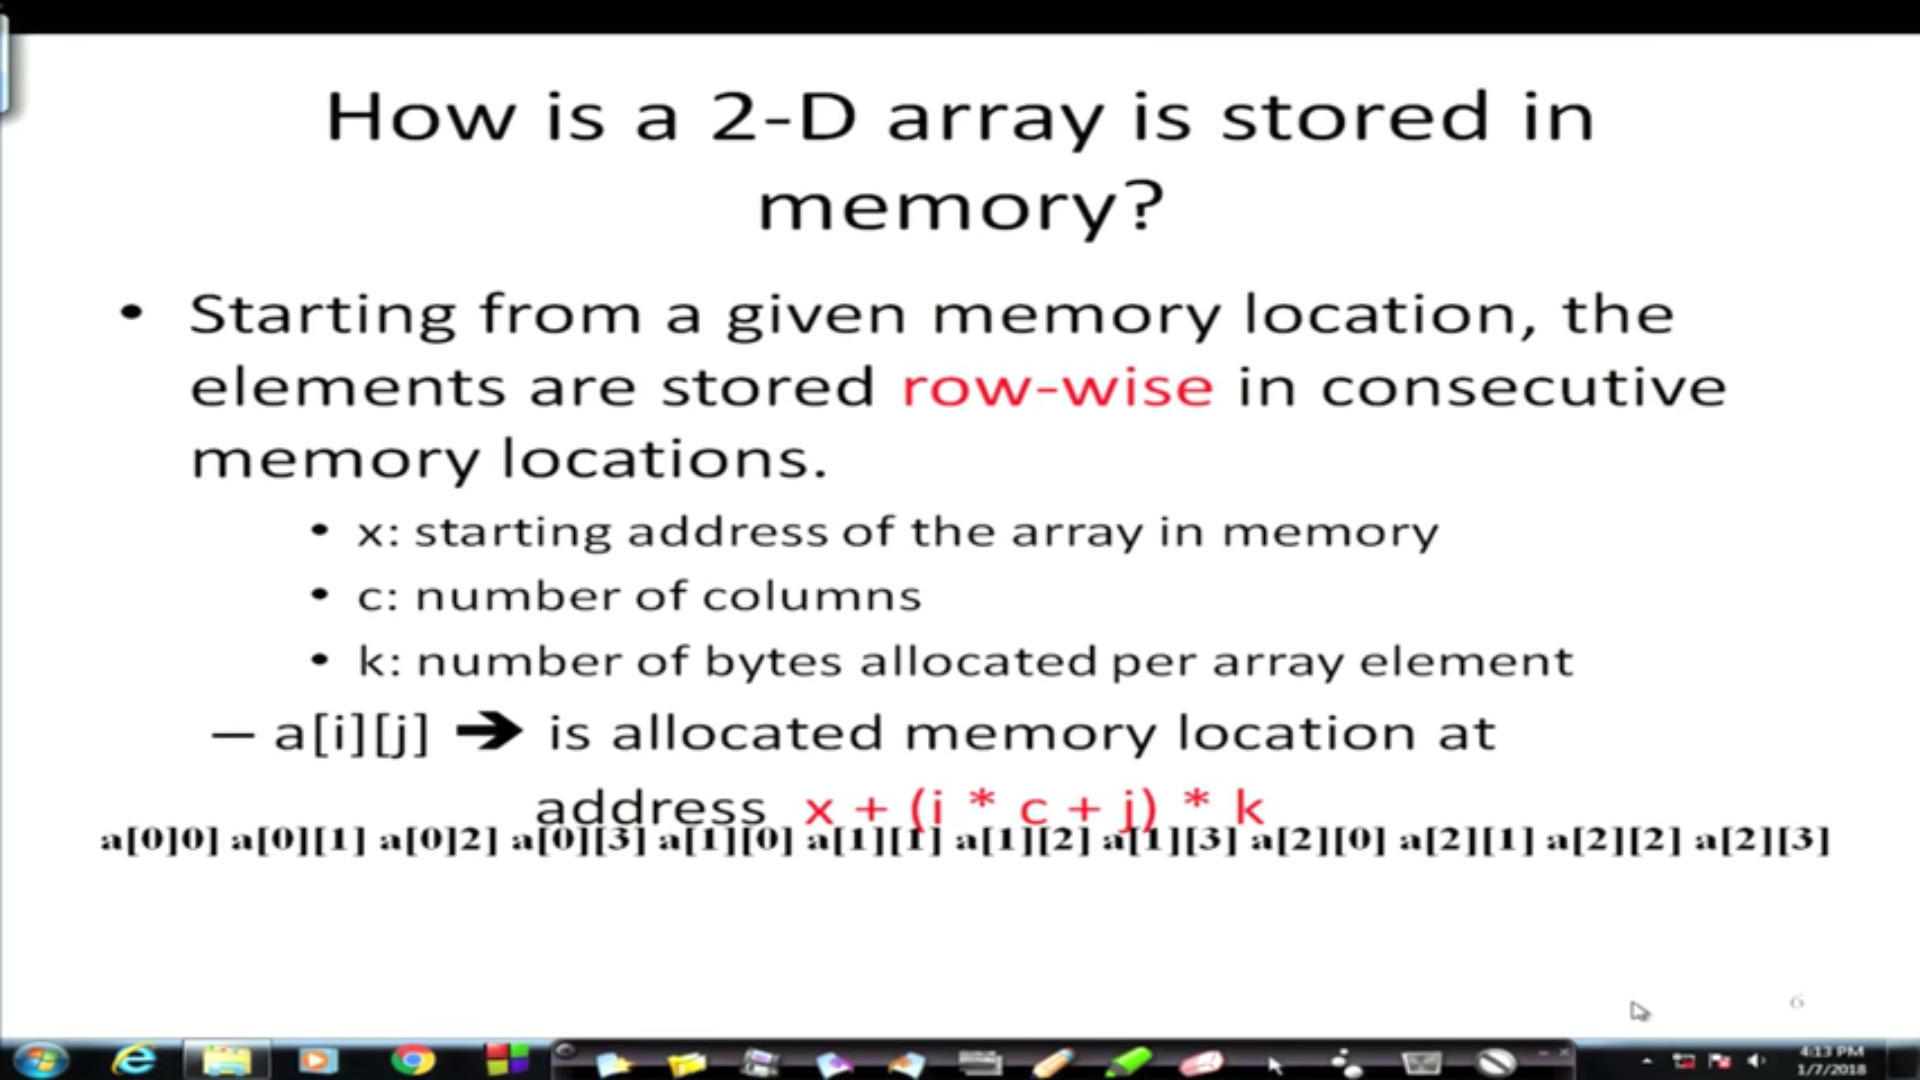 How is a 2-D array is stored in
memory?
• Starting from a given memory location, the
elements are stored row-wise in consecutive
memory locations.
• x: starting address of the array in memory
• c: number of columns
• k: number of bytes allocated per array element
– a[i][j] ➔ is allocated memory location at
address x + (i * c + j) * k
a[0]0] a[0][1] a[0]2] a[0][3] a[1][0] a[1][1] a[1][2] a[1][3] a[2][0] a[2][1] a[2][2] a[2][3]
6
4:13 PM
1/7/2018